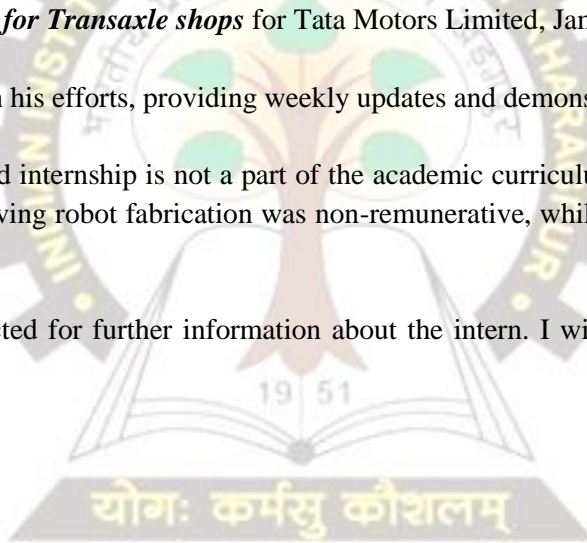 for Transaxle shops for Tata Motors Limited, Jam
his efforts, providing weekly updates and demons
internship is not a part of the academic curriculu
ving robot fabrication was non-remunerative, whil
ted for further information about the intern. I wi
19 51
योगः कर्मसु कौशलम्